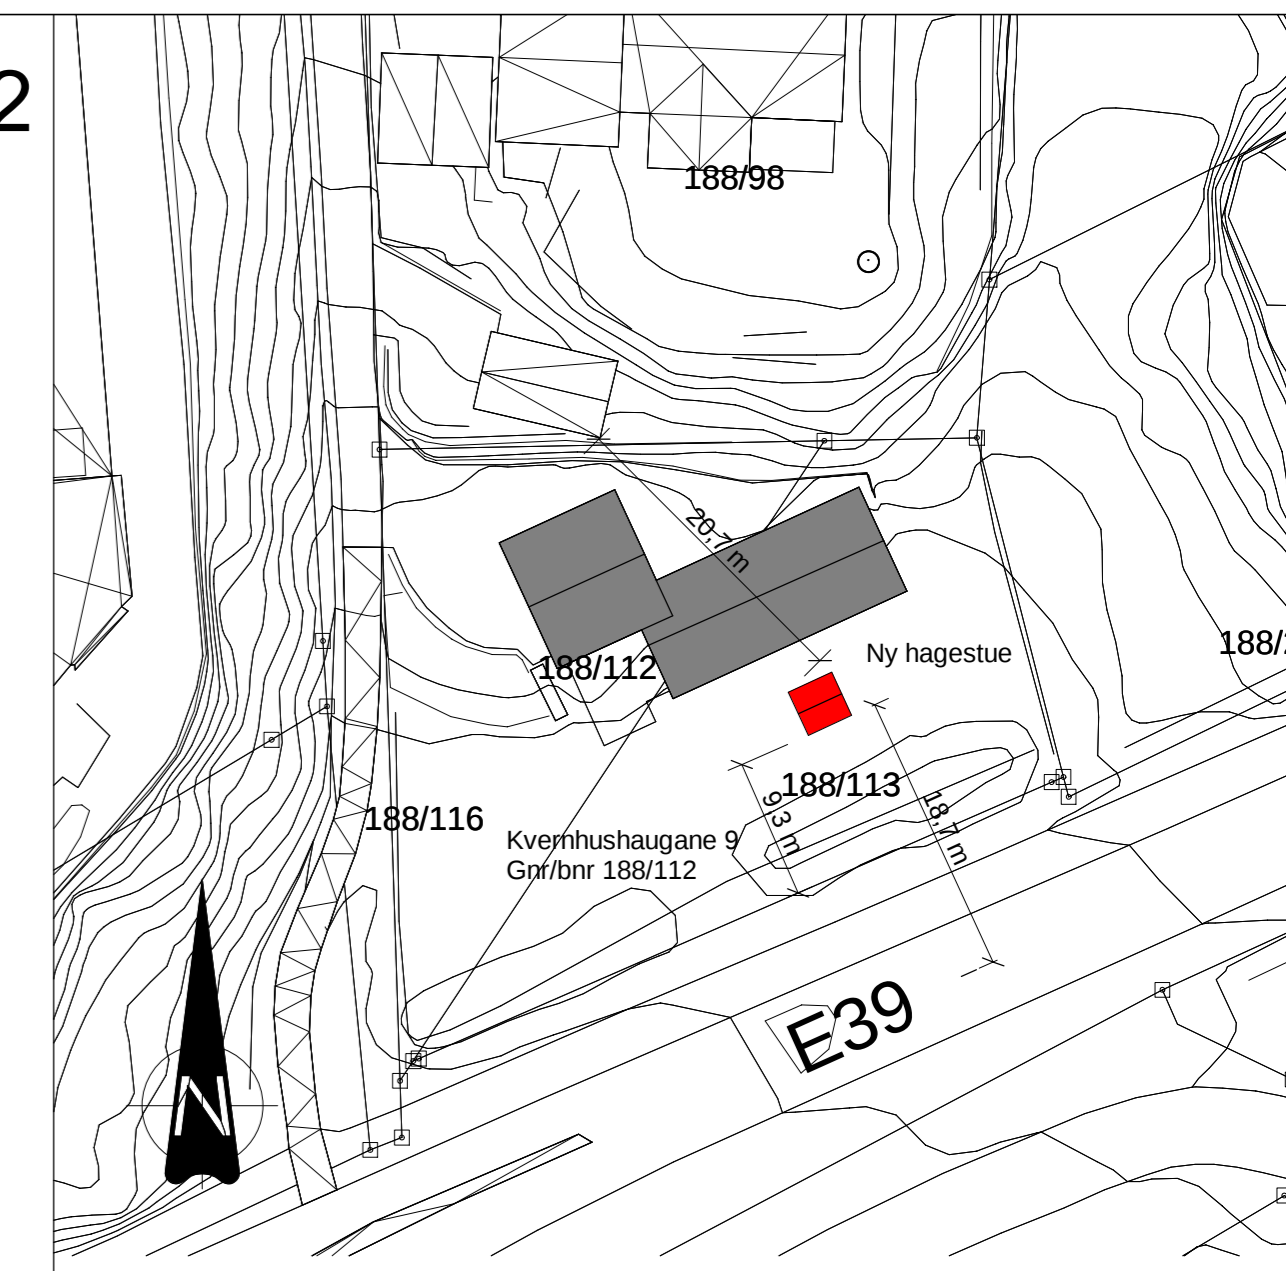 2
188/98
20,7 m
Ny hagestue
188/112
188/113
9,3 m
18,7 m
188/116
Kvernhushaugane 9
Gnr/bnr 188/112
E39
N